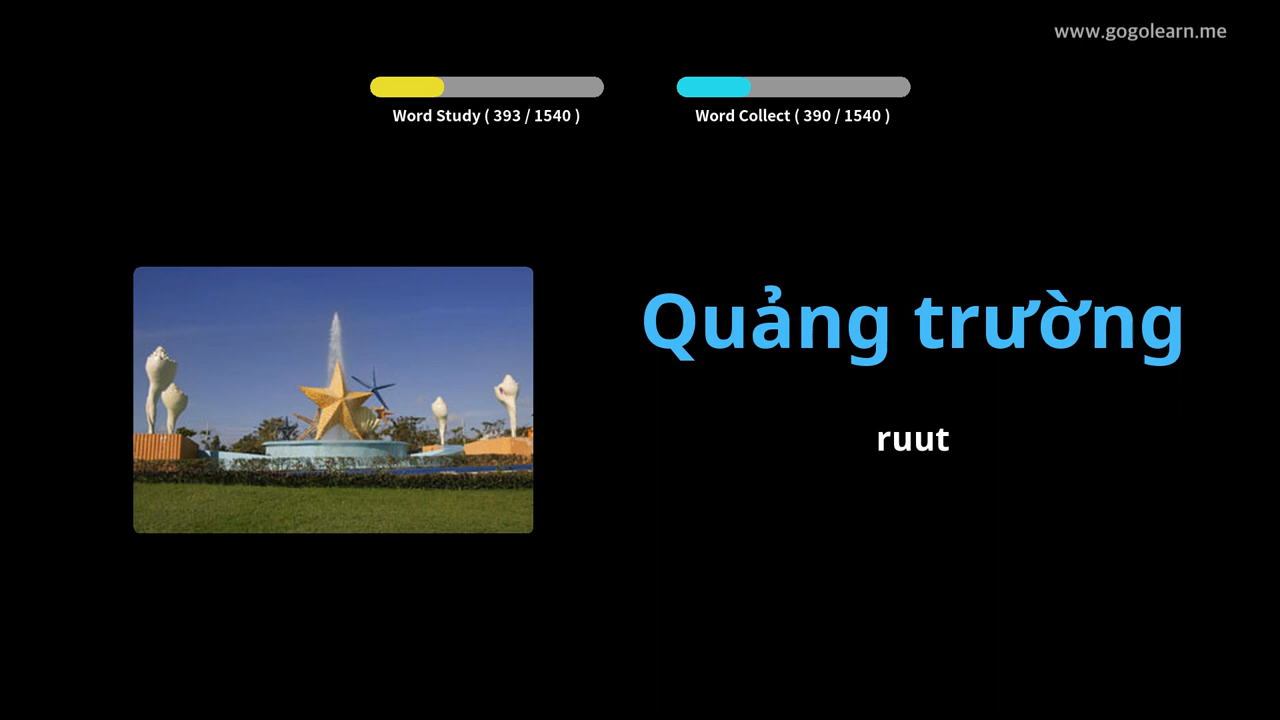 www.gogolearn.me
Word Study ( 393 / 1540 )
Word Collect ( 390 / 1540 )
Quảng trường
ruut